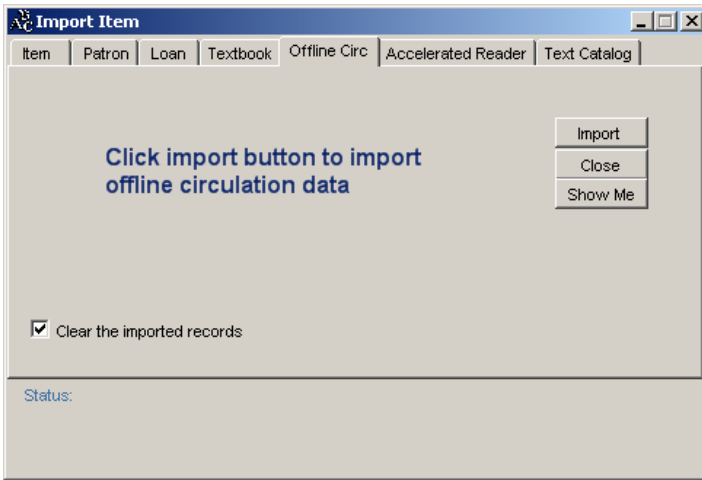 Import Item
Item Patron Loan Textbook Offline Circ Accelerated Reader Text Catalog
Click import button to import
offline circulation data
Import
Close
Show Me
Clear the imported records
Status: